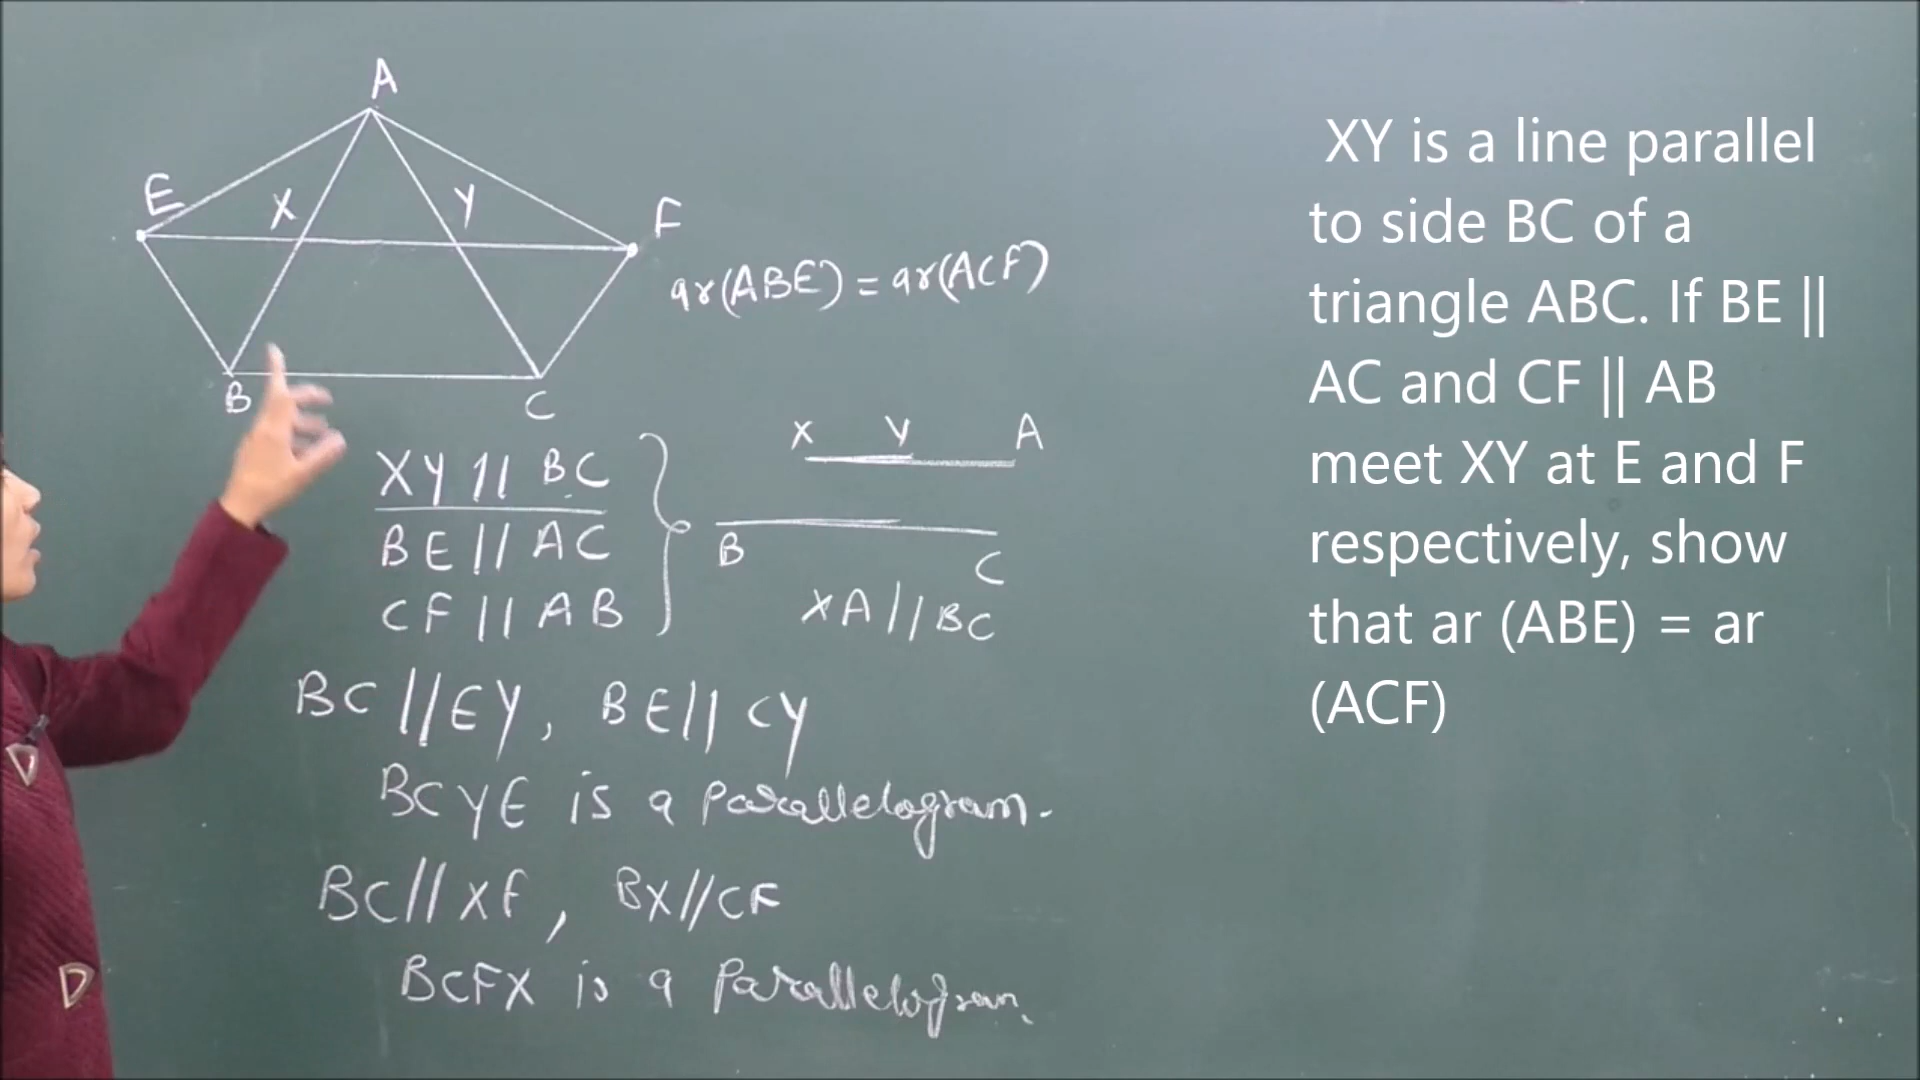 A
E
X
Y
F
B
C
ar(ABE) = ar(ACF)
XY || BC
BE || AC
CF || AB
X Y A
B C
XA || BC
BC || EY, BE || CY
BCYE is a parallelogram.
BC || XF, BX || CF
BCFX is a parallelogram.
XY is a line parallel
to side BC of a
triangle ABC. If BE ||
AC and CF || AB
meet XY at E and F
respectively, show
that ar (ABE) = ar
(ACF)